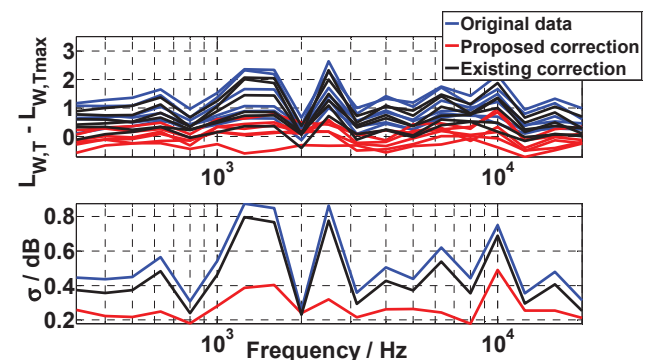 Original data
Proposed correction
Existing correction
L_W,T - L_W,Tmax
3
2
1
0
10^3
10^4
σ / dB
0.8
0.6
0.4
0.2
10^3
10^4
Frequency / Hz